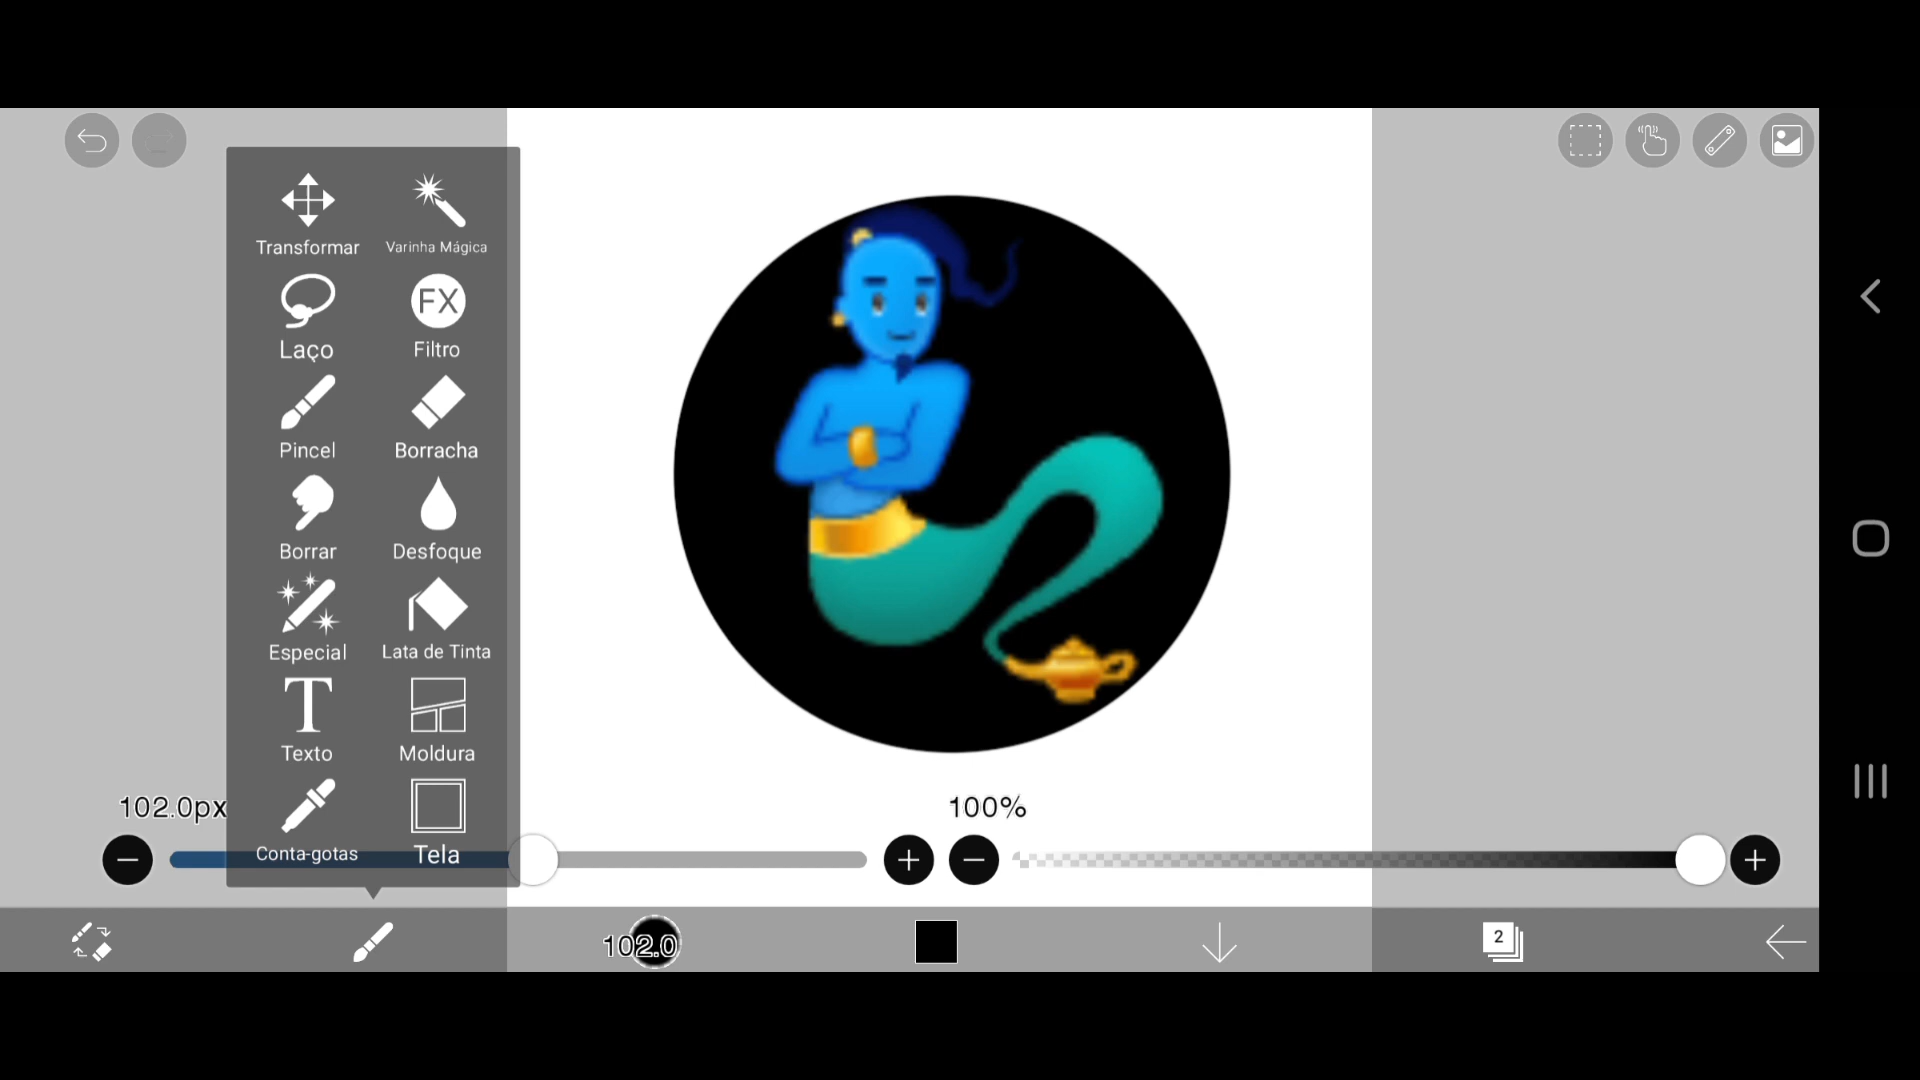 Transformar
Varinha Mágica
Laço
FX
Filtro
Pincel
Borracha
Borrar
Desfoque
Especial
Lata de Tinta
T
Texto
Moldura
Conta-gotas
Tela
102.0px
100%
102.0
2